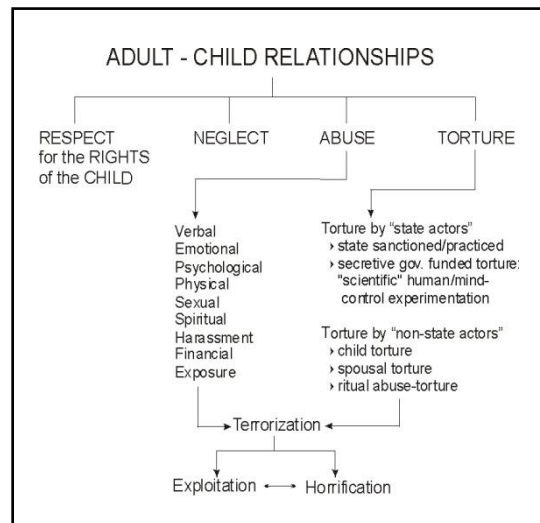 ADULT - CHILD RELATIONSHIPS
RESPECT
for the RIGHTS
of the CHILD
NEGLECT
ABUSE
TORTURE
Verbal
Emotional
Psychological
Physical
Sexual
Spiritual
Harassment
Financial
Exposure
Torture by “state actors”
state sanctioned/practiced
secretive gov. funded torture:
"scientific" human/mind-
control experimentation
Torture by “non-state actors”
child torture
spousal torture
ritual abuse-torture
Terrorization
Exploitation
Horrification